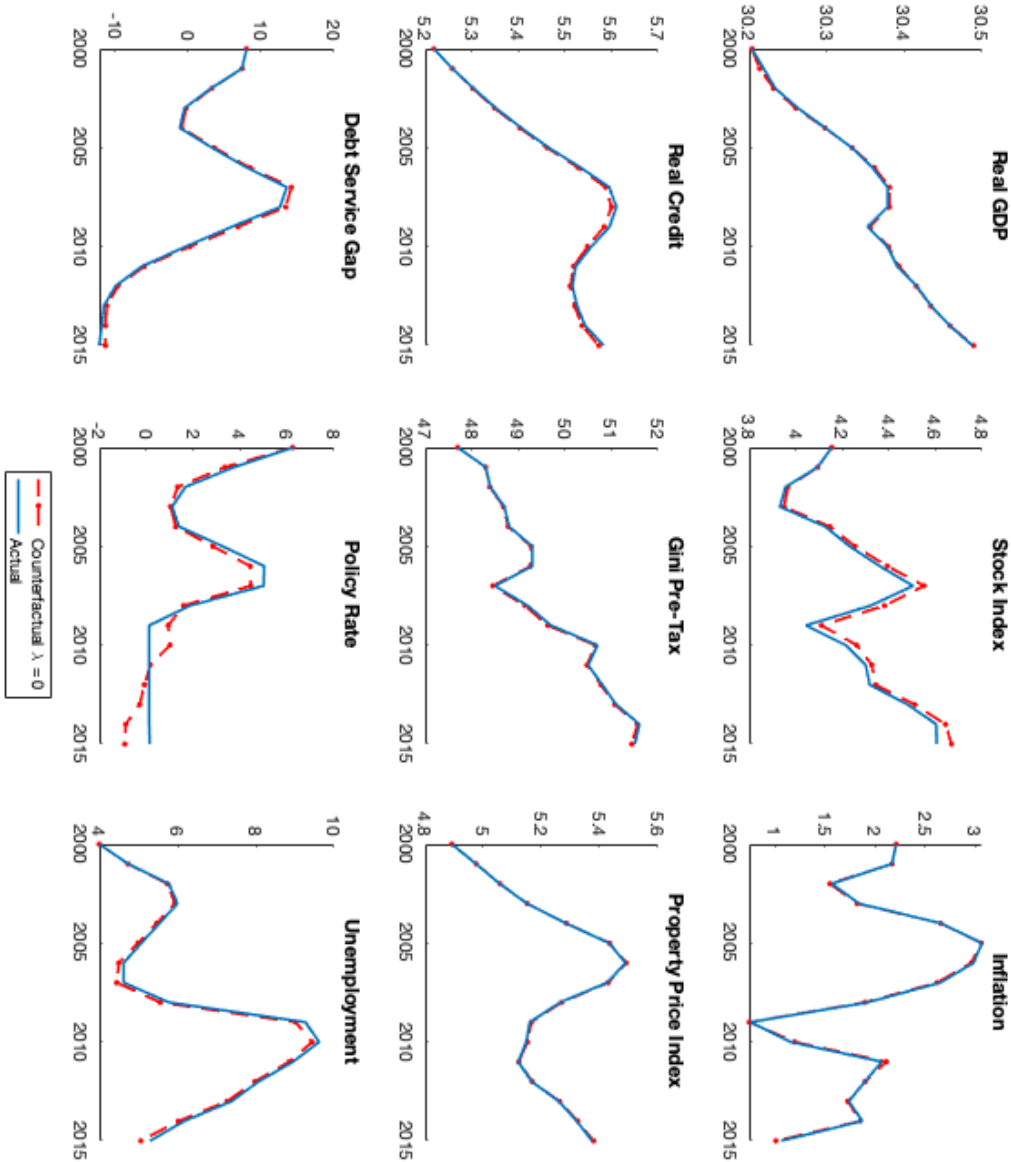 Real GDP
30.5
30.4
30.3
30.2
2000 2005 2010 2015
Stock Index
4.8
4.6
4.4
4.2
4
3.8
2000 2005 2010 2015
Inflation
3
2.5
2
1.5
1
2000 2005 2010 2015
Real Credit
5.7
5.6
5.5
5.4
5.3
5.2
2000 2005 2010 2015
Gini Pre-Tax
52
51
50
49
48
47
2000 2005 2010 2015
Property Price Index
5.6
5.4
5.2
5
4.8
2000 2005 2010 2015
Debt Service Gap
20
10
0
-10
2000 2005 2010 2015
Policy Rate
8
6
4
2
0
-2
2000 2005 2010 2015
Unemployment
10
8
6
4
2000 2005 2010 2015
Counterfactual λ = 0
Actual